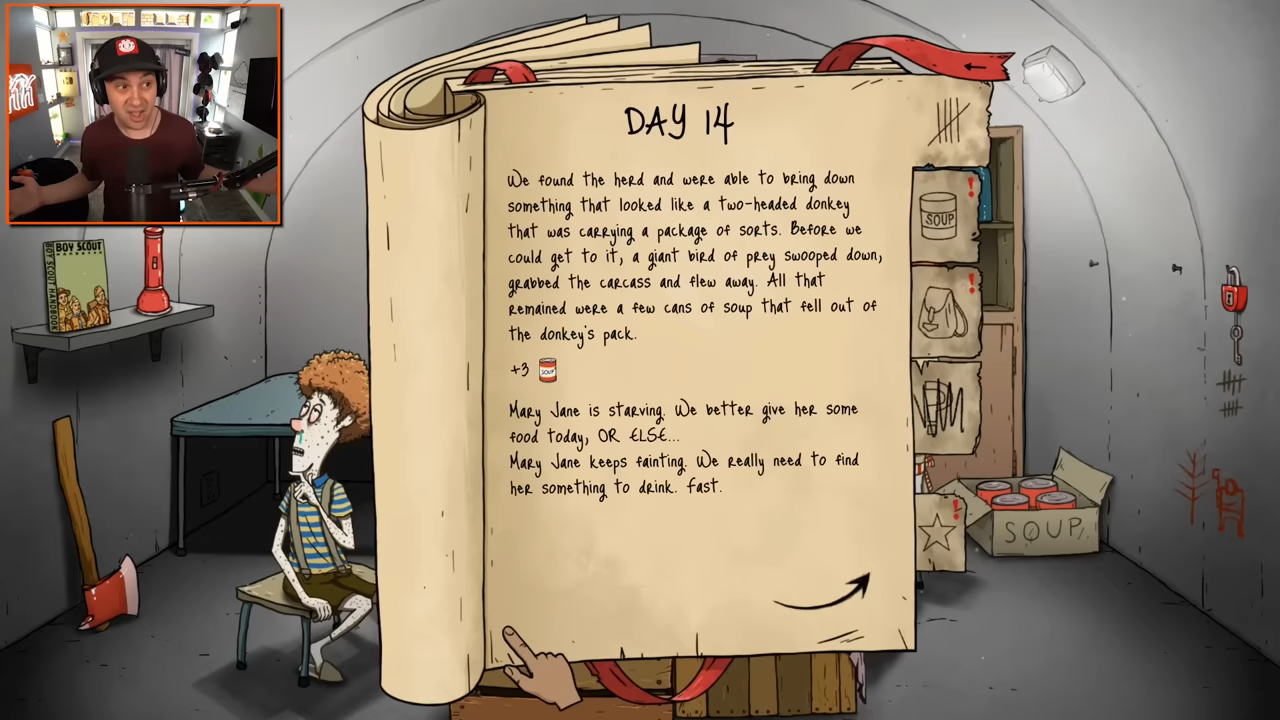 DAY 14
We found the herd and were able to bring down
something that looked like a two-headed donkey
that was carrying a package of sorts. Before we
could get to it, a giant bird of prey swooped down,
grabbed the carcass and flew away. All that
remained were a few cans of soup that fell out of
the donkey's pack.
+3 SOUP
Mary Jane is starving. We better give her some
food today, OR ELSE...
Mary Jane keeps fainting. We really need to find
her something to drink. Fast.
SOUP
!
!
!
BOY SCOUT
HANDBOOK
BOY SCOUT HANDBOOK
SOUP